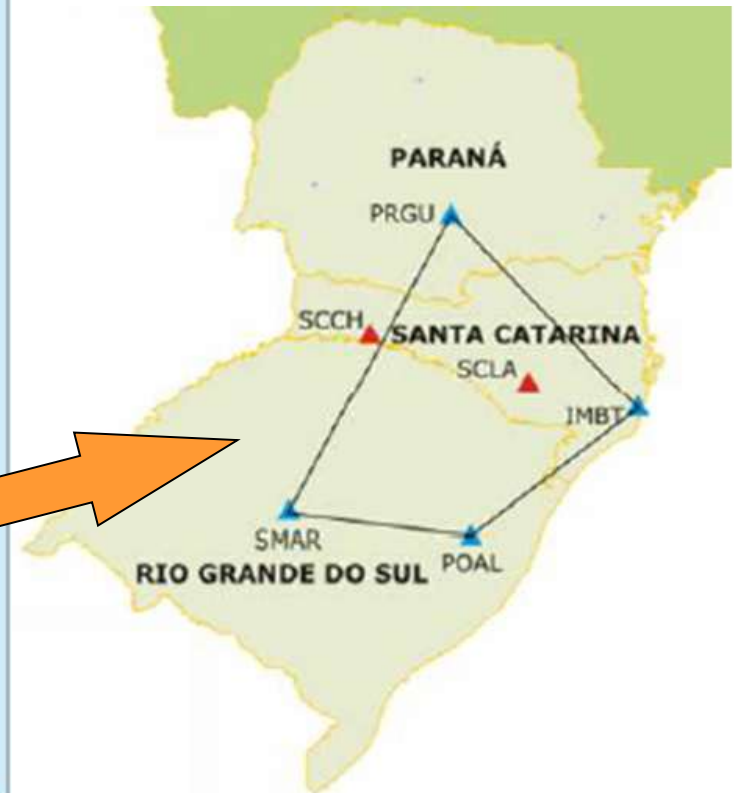 PARANÁ
PRGU
SCCH
SANTA CATARINA
SCLA
IMBT
SMAR
POAL
RIO GRANDE DO SUL